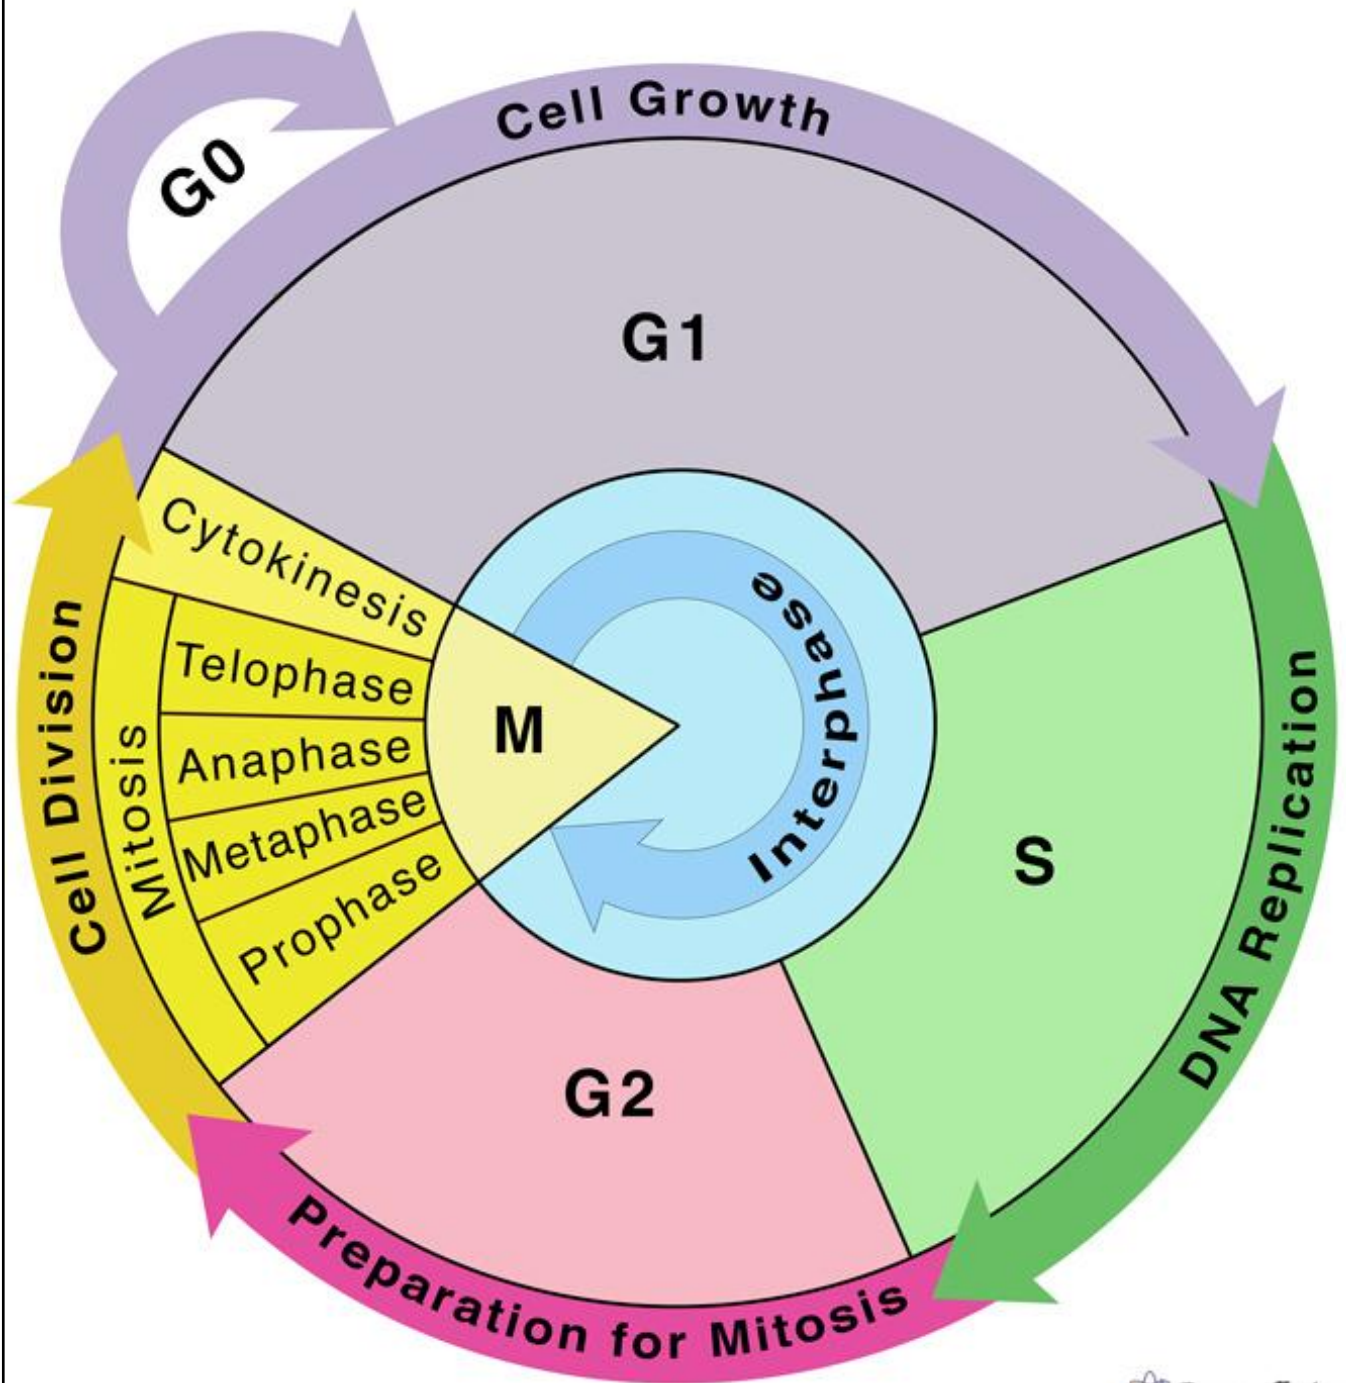 G0
Cell Growth
G1
Cytokinesis
Telophase
Anaphase
Metaphase
Prophase
Mitosis
Cell Division
M
Interphase
S
DNA Replication
G2
Preparation for Mitosis